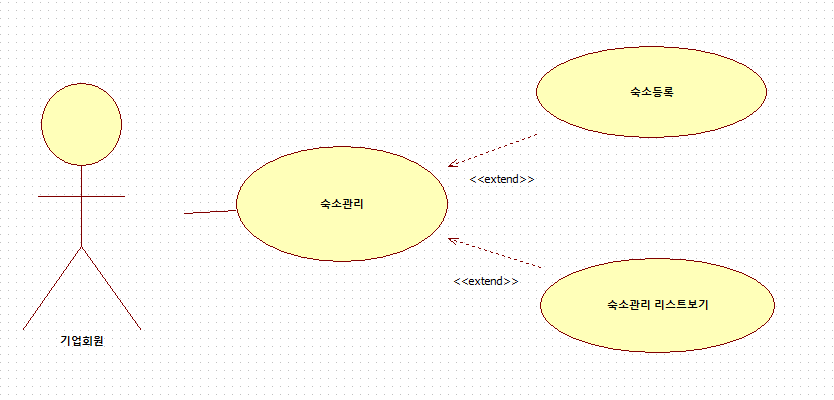 숙소등록
<<extend>>
숙소관리
<<extend>>
숙소관리 리스트보기
기업회원